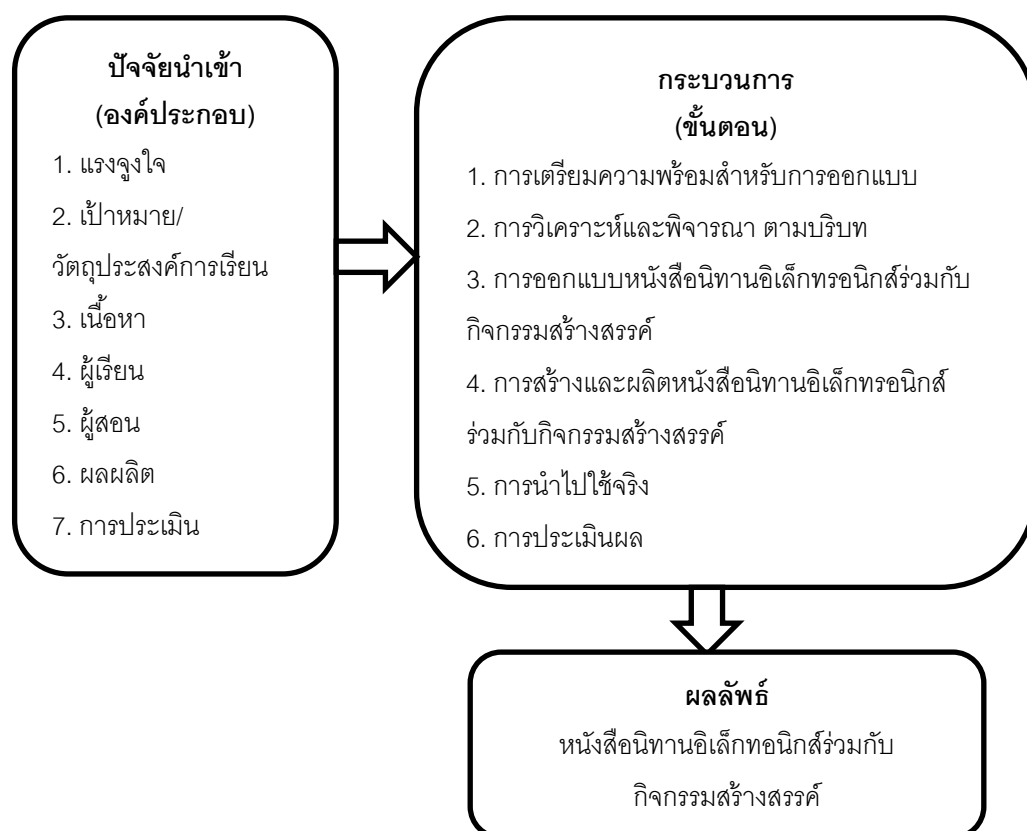 ปัจจัยนำเข้า
(องค์ประกอบ)
1. แรงจูงใจ
2. เป้าหมาย/
วัตถุประสงค์การเรียน
3. เนื้อหา
4. ผู้เรียน
5. ผู้สอน
6. ผลผลิต
7. การประเมิน
กระบวนการ
(ขั้นตอน)
1. การเตรียมความพร้อมสำหรับการออกแบบ
2. การวิเคราะห์และพิจารณา ตามบริบท
3. การออกแบบหนังสือนิทานอิเล็กทรอนิกส์ร่วมกับ
กิจกรรมสร้างสรรค์
4. การสร้างและผลิตหนังสือนิทานอิเล็กทรอนิกส์
ร่วมกับกิจกรรมสร้างสรรค์
5. การนำไปใช้จริง
6. การประเมินผล
ผลลัพธ์
หนังสือนิทานอิเล็กทอนิกส์ร่วมกับ
กิจกรรมสร้างสรรค์